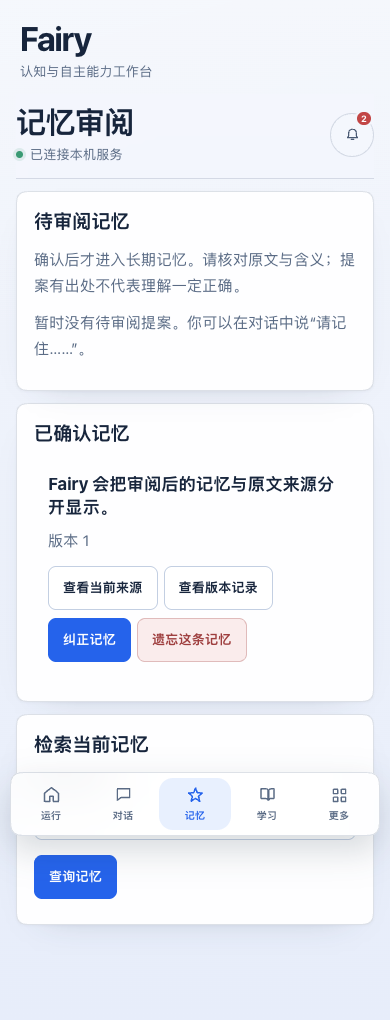 Fairy
认知与自主能力工作台
记忆审阅
已连接本机服务
2
待审阅记忆
确认后才进入长期记忆。请核对原文与含义；提
案有出处不代表理解一定正确。
暂时没有待审阅提案。你可以在对话中说“请记
住……”。
已确认记忆
Fairy 会把审阅后的记忆与原文来源分
开显示。
版本 1
查看当前来源
查看版本记录
纠正记忆
遗忘这条记忆
检索当前记忆
运行
对话
记忆
学习
更多
查询记忆